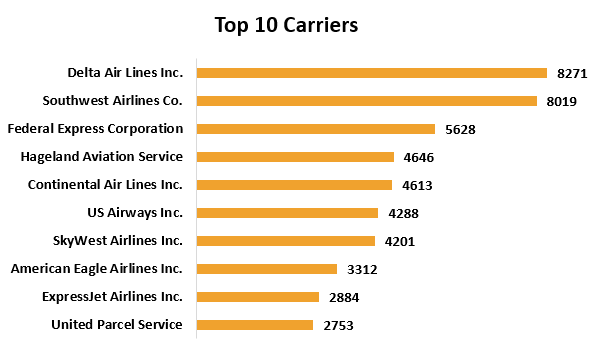 Top 10 Carriers
Delta Air Lines Inc. 8271
Southwest Airlines Co. 8019
Federal Express Corporation 5628
Hageland Aviation Service 4646
Continental Air Lines Inc. 4613
US Airways Inc. 4288
SkyWest Airlines Inc. 4201
American Eagle Airlines Inc. 3312
ExpressJet Airlines Inc. 2884
United Parcel Service 2753